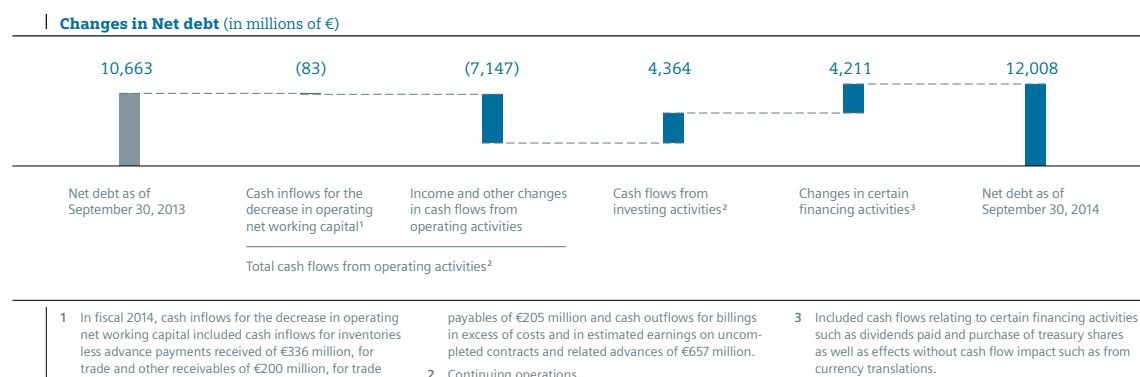 Changes in Net debt (in millions of €)
10,663 (83) (7,147) 4,364 4,211 12,008
Net debt as of
September 30, 2013
Cash inflows for the
decrease in operating
net working capital¹
Income and other changes
in cash flows from
operating activities
Cash flows from
investing activities²
Changes in certain
financing activities³
Net debt as of
September 30, 2014
Total cash flows from operating activities²
1 In fiscal 2014, cash inflows for the decrease in operating
net working capital included cash inflows for inventories
less advance payments received of €336 million, for
trade and other receivables of €200 million, for trade
payables of €205 million and cash outflows for billings
in excess of costs and in estimated earnings on uncom-
pleted contracts and related advances of €657 million.
2 Continuing operations
3 Included cash flows relating to certain financing activities
such as dividends paid and purchase of treasury shares
as well as effects without cash flow impact such as from
currency translations.